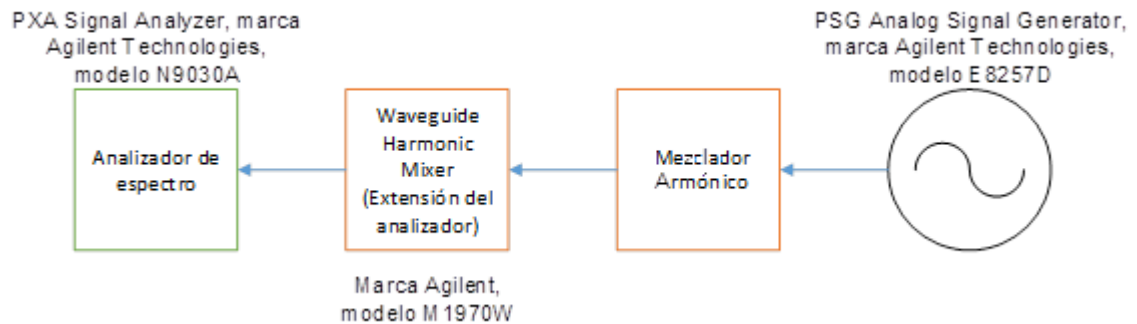 PXA Signal Analyzer, marca
Agilent Technologies,
modelo N9030A
PSG Analog Signal Generator,
marca Agilent Technologies,
modelo E8257D
Analizador de
espectro
Waveguide
Harmonic
Mixer
(Extensión del
analizador)
Mezclador
Armónico
Marca Agilent,
modelo M1970W